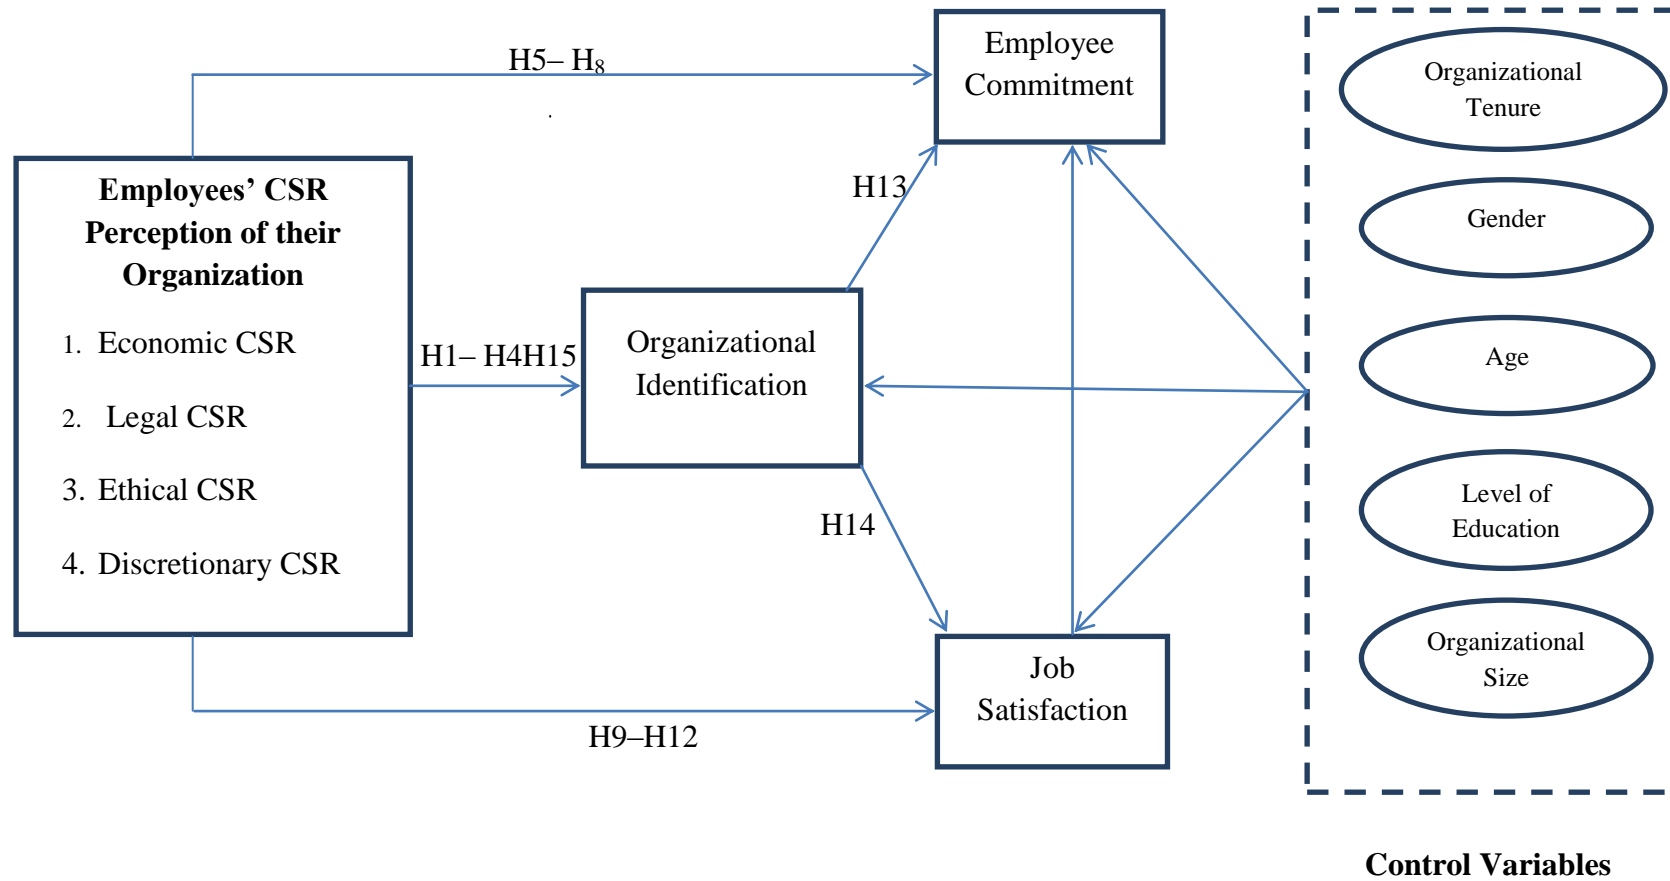 H5– H₈
Employees’ CSR
Perception of their
Organization
1. Economic CSR
2. Legal CSR
3. Ethical CSR
4. Discretionary CSR
H1– H4H15
H9–H12
Organizational
Identification
H13
H14
Employee
Commitment
Job
Satisfaction
Organizational
Tenure
Gender
Age
Level of
Education
Organizational
Size
Control Variables